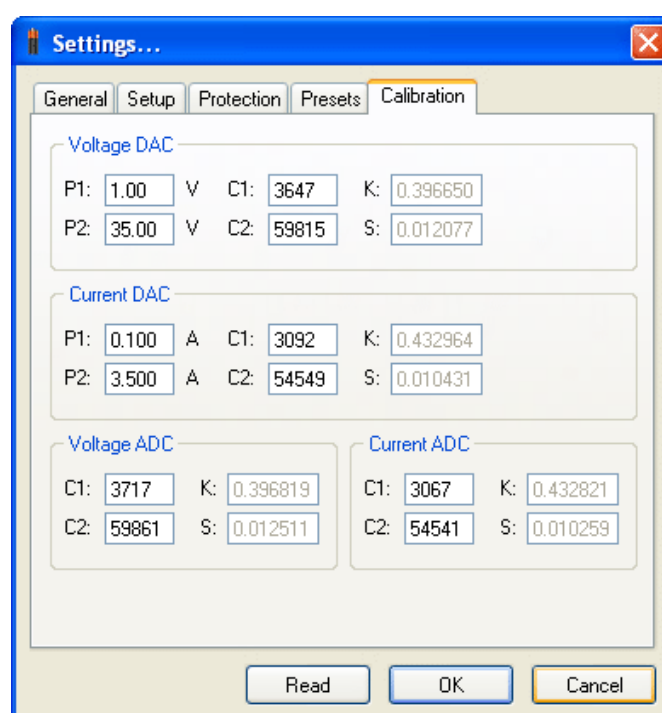 Settings...
General Setup Protection Presets Calibration
Voltage DAC
P1: 1.00 V C1: 3647 K: 0.396650
P2: 35.00 V C2: 59815 S: 0.012077
Current DAC
P1: 0.100 A C1: 3092 K: 0.432964
P2: 3.500 A C2: 54549 S: 0.010431
Voltage ADC
C1: 3717 K: 0.396819
C2: 59861 S: 0.012511
Current ADC
C1: 3067 K: 0.432821
C2: 54541 S: 0.010259
Read OK Cancel